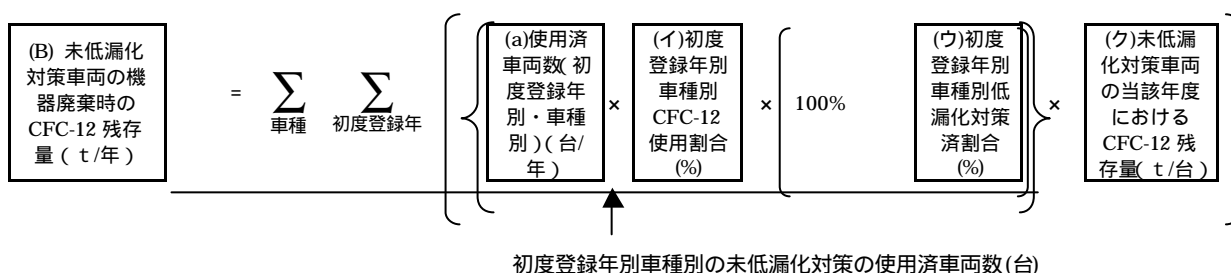 (B) 未低漏化
対策車両の機
器廃棄時の
CFC-12 残存
量 ( t/年)
=
∑
車種
∑
初度登録年
(a)使用済
車両数( 初
度登録年
別・車種
別 )( 台/
年 )
×
(イ)初度
登録年別
車種別
CFC-12
使用割合
(%)
×
100%
(ウ)初度
登録年別
車種別低
漏化対策
済割合
(%)
×
(ク)未低漏
化対策車両
の当該年度
における
CFC-12 残
存量( t/台)
初度登録年別車種別の未低漏化対策の使用済車両数(台)